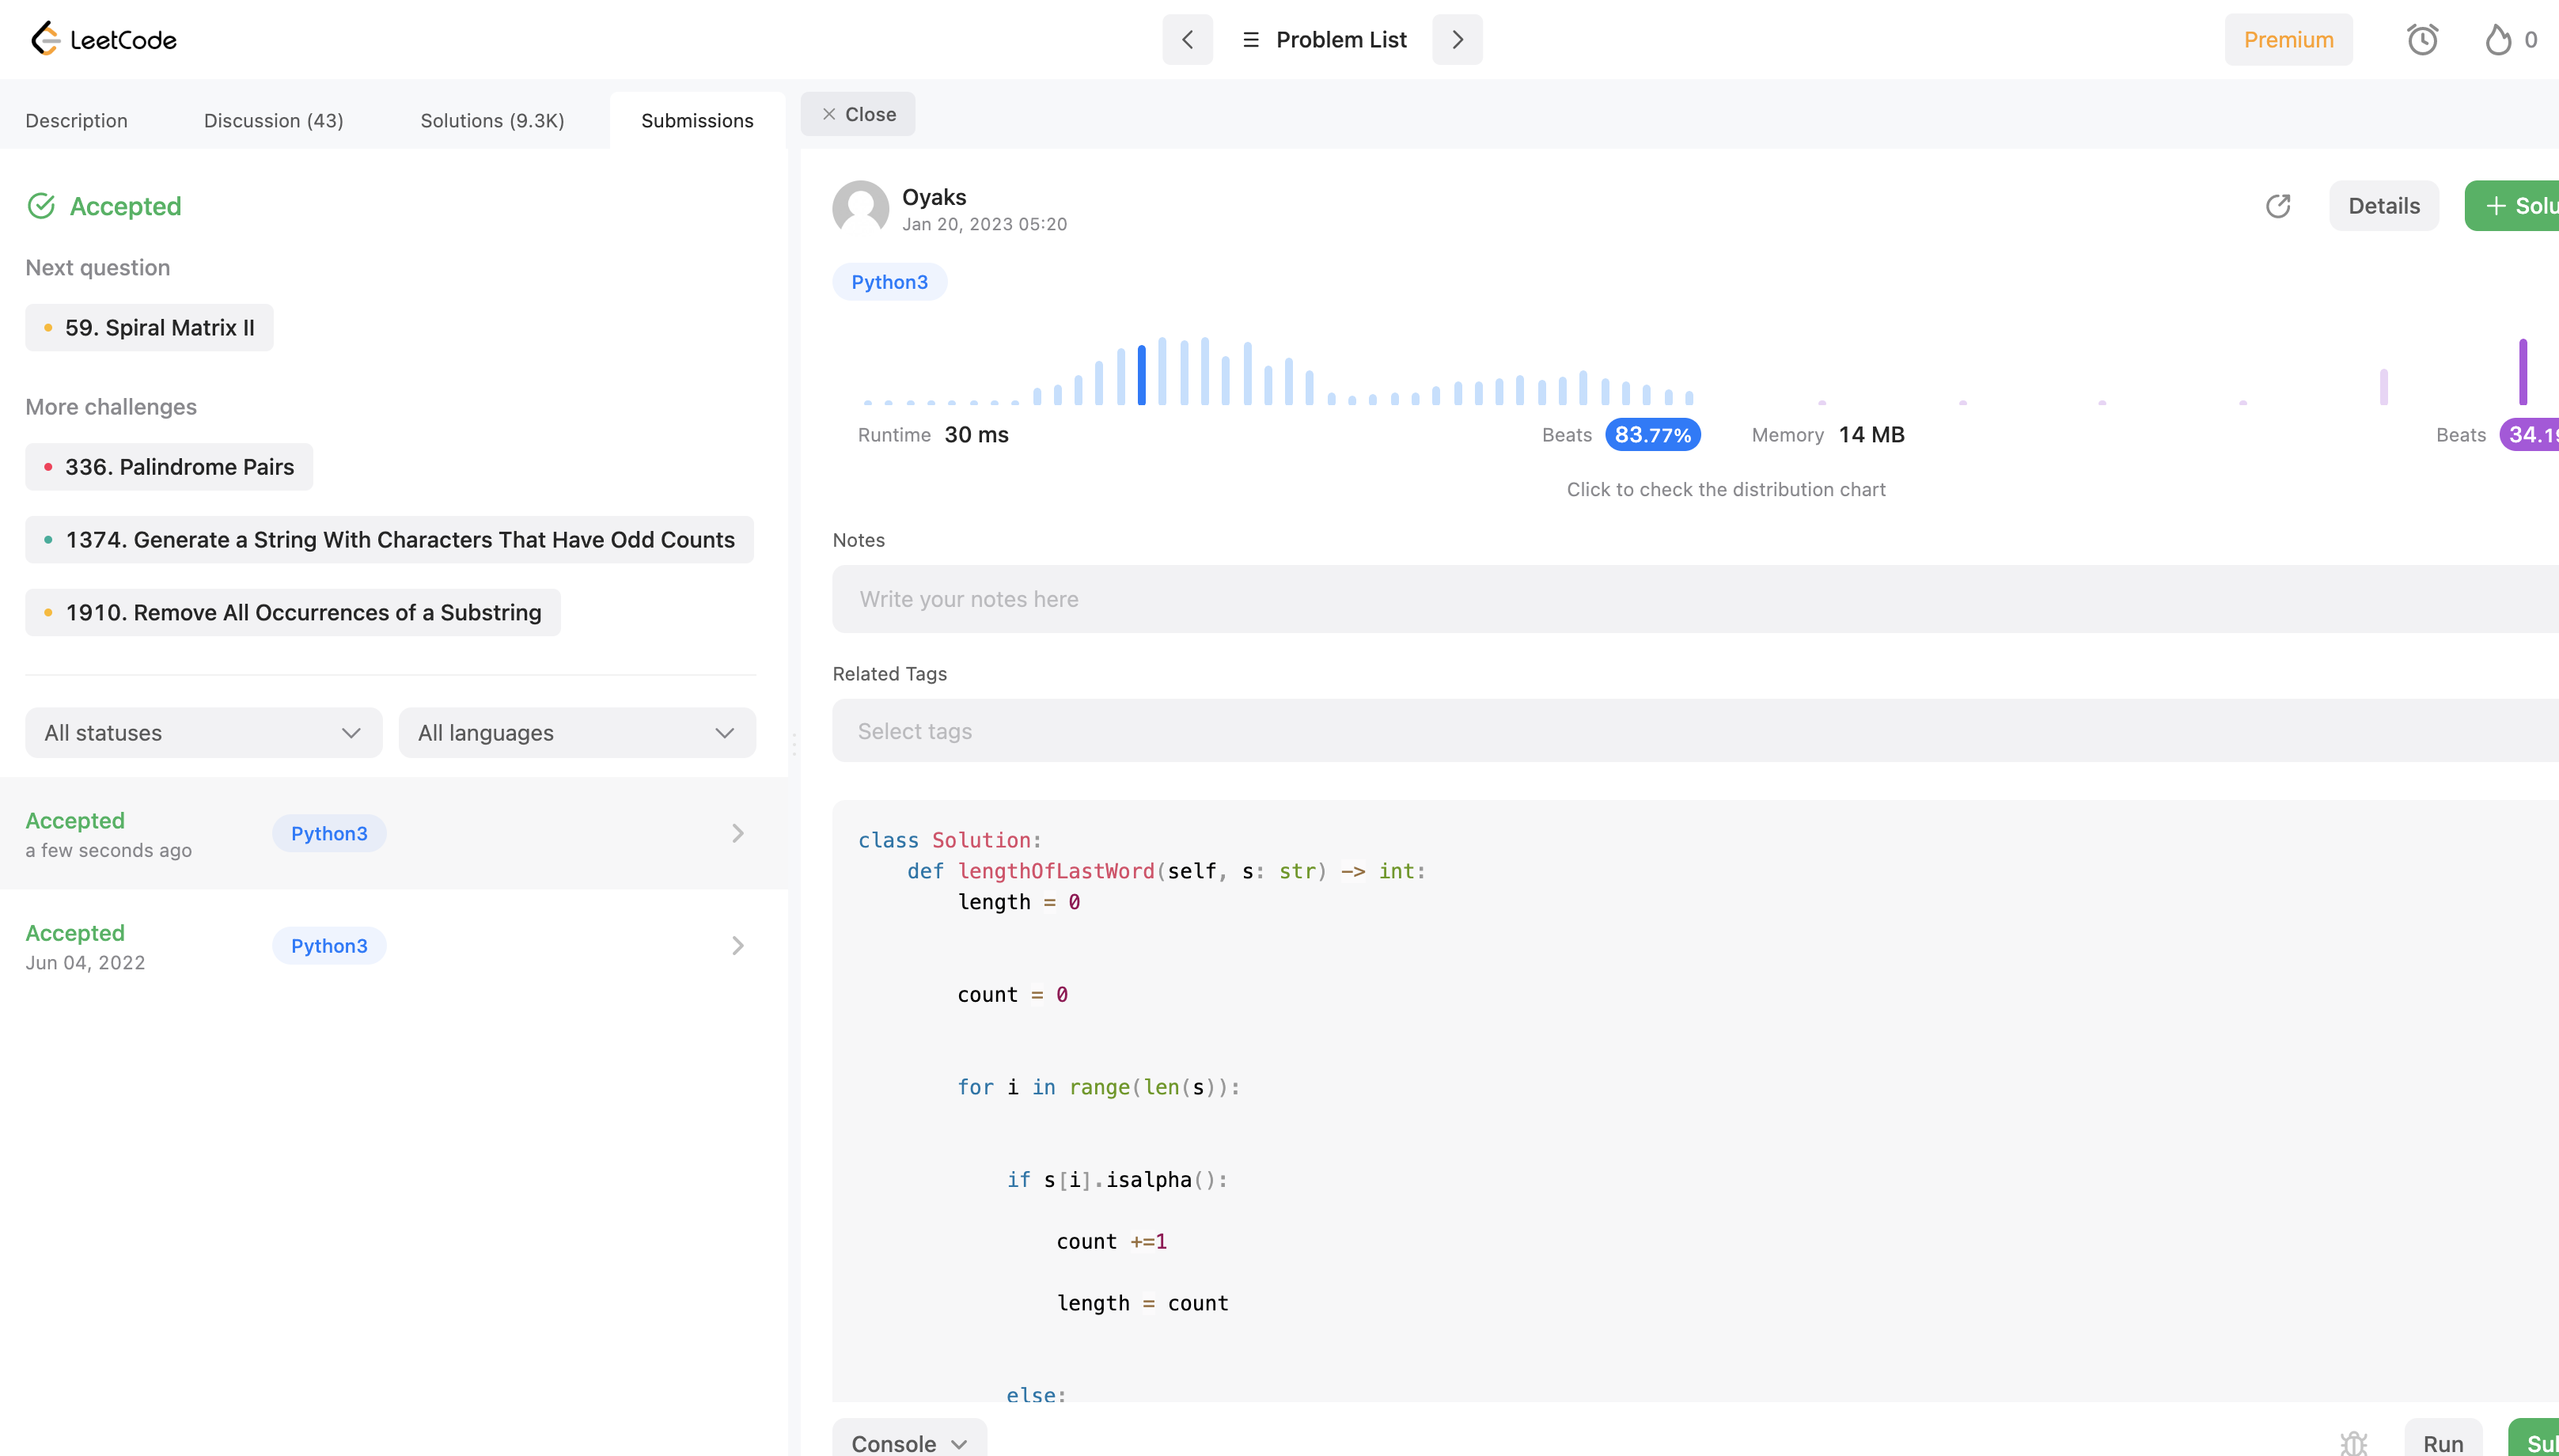 LeetCode
Problem List
Premium
0
Description
Discussion (43)
Solutions (9.3K)
Submissions
Close
Accepted
Next question
59. Spiral Matrix II
More challenges
336. Palindrome Pairs
1374. Generate a String With Characters That Have Odd Counts
1910. Remove All Occurrences of a Substring
All statuses
All languages
Accepted
a few seconds ago
Python3
Accepted
Jun 04, 2022
Python3
Oyaks
Jan 20, 2023 05:20
Details
Python3
Runtime 30 ms
Beats 83.77%
Memory 14 MB
Beats
Click to check the distribution chart
Notes
Write your notes here
Related Tags
Select tags
class Solution:
def lengthOfLastWord(self, s: str) -> int:
length = 0
count = 0
for i in range(len(s)):
if s[i].isalpha():
count +=1
length = count
else:
Console
Run